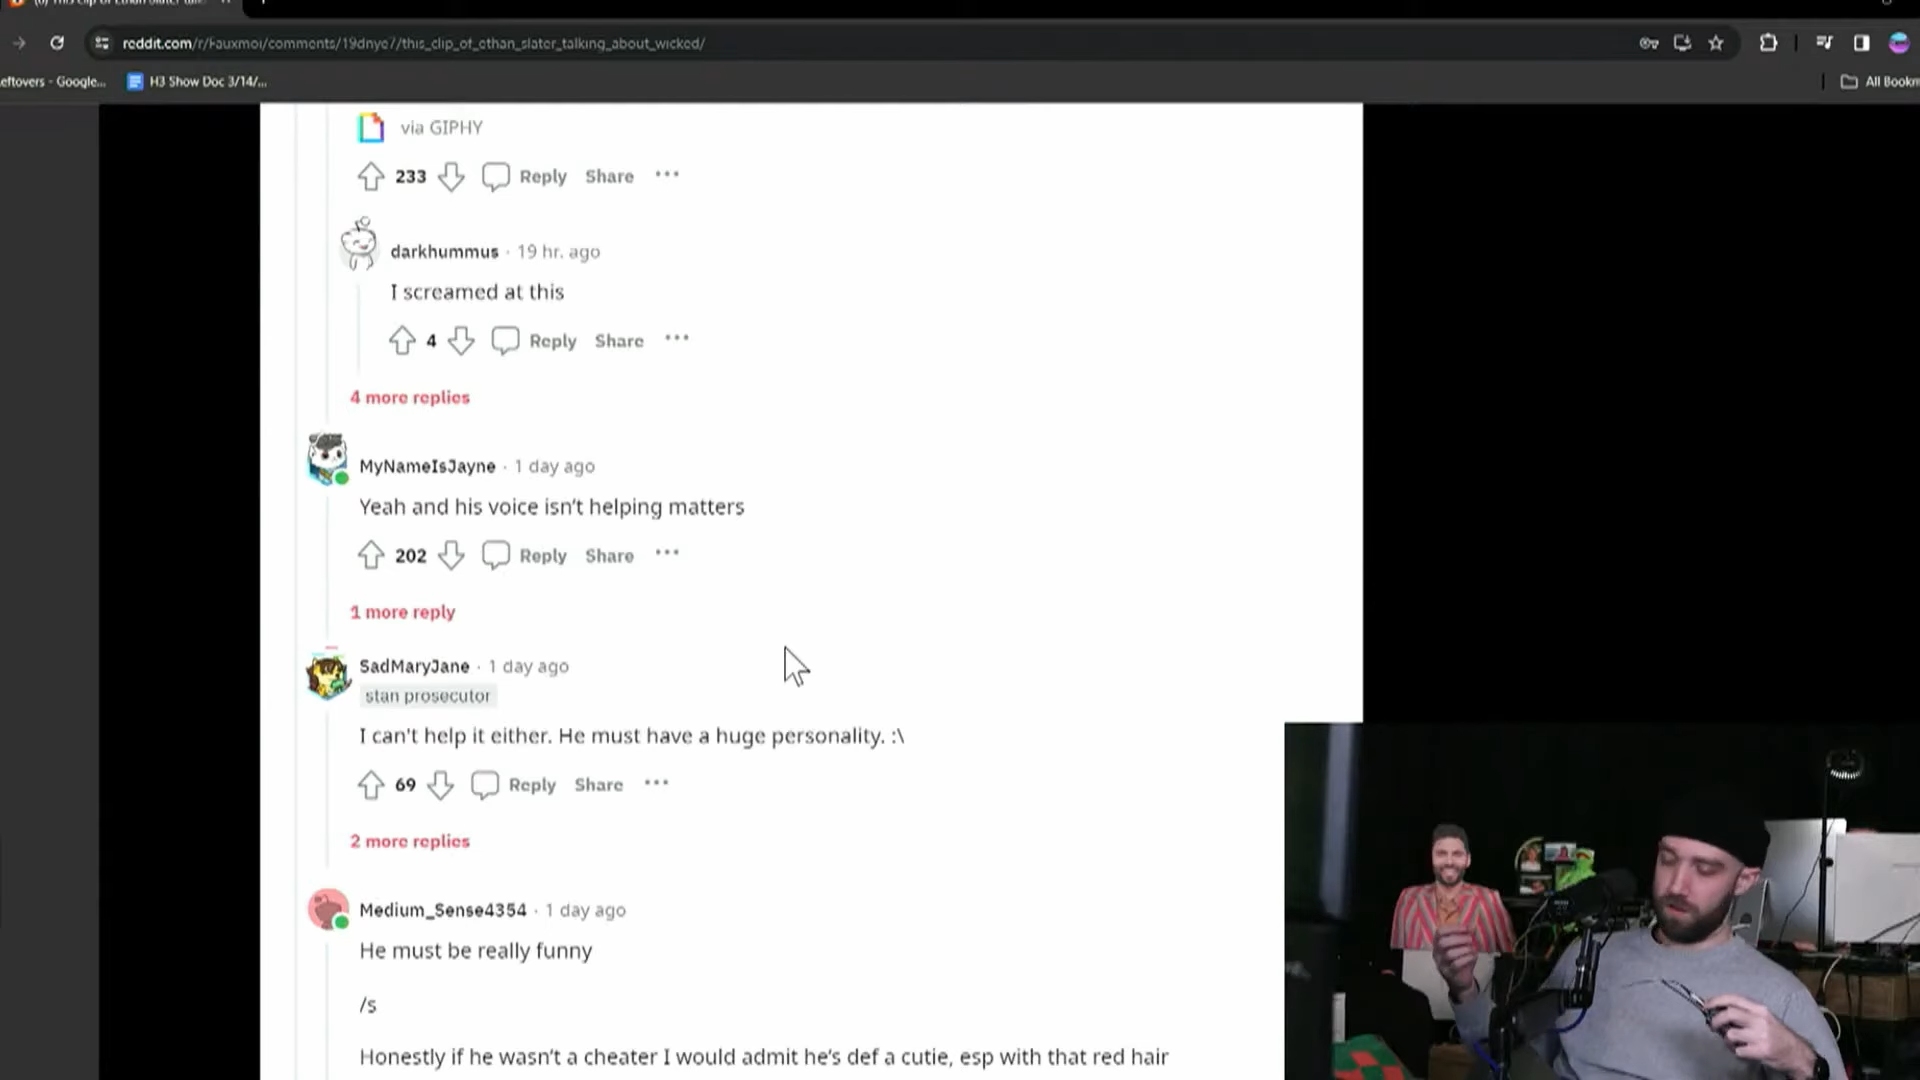 reddit.com/r/Fauxmoi/comments/19dnye7/this_clip_of_ethan_slater_talking_about_wicked/
eftovers - Google...
H3 Show Doc 3/14/...
All Bookm
via GIPHY
233 Reply Share ...
darkhummus · 19 hr. ago
I screamed at this
4 Reply Share ...
4 more replies
MyNameIsJayne · 1 day ago
Yeah and his voice isn't helping matters
202 Reply Share ...
1 more reply
SadMaryJane · 1 day ago
stan prosecutor
I can't help it either. He must have a huge personality. :\
69 Reply Share ...
2 more replies
Medium_Sense4354 · 1 day ago
He must be really funny
/s
Honestly if he wasn't a cheater I would admit he's def a cutie, esp with that red hair